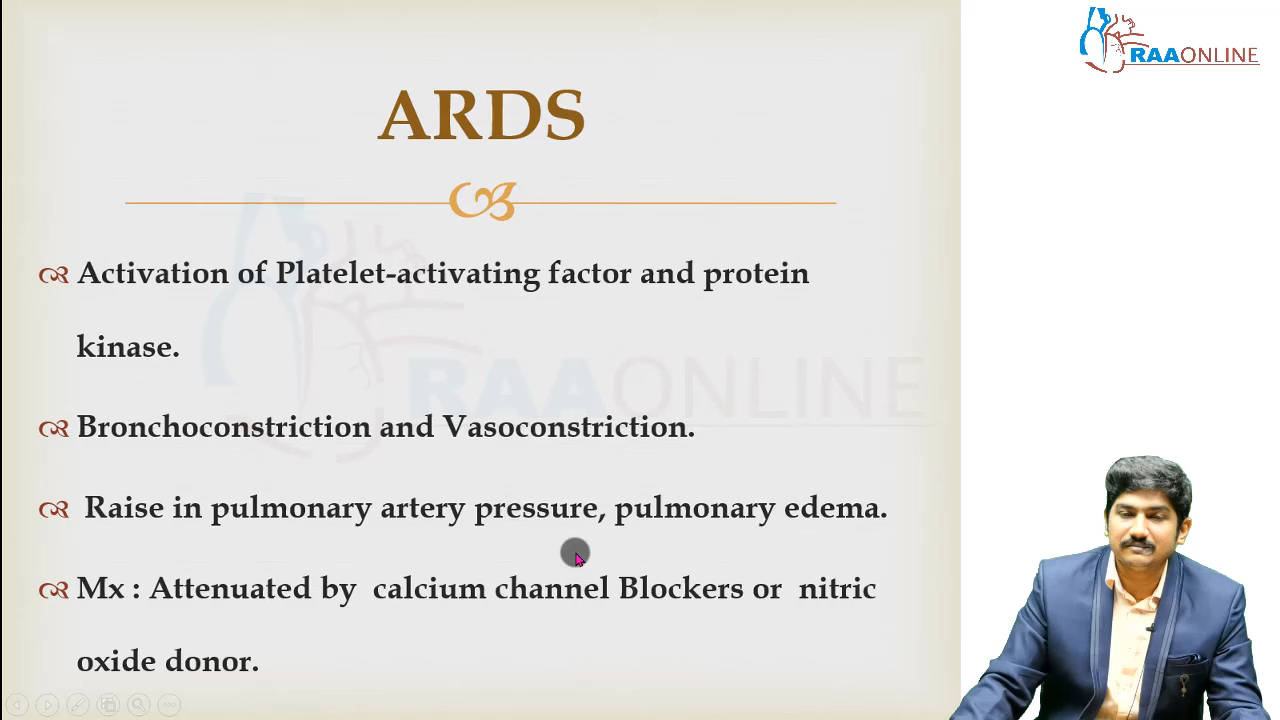 RAAONLINE
ARDS
Activation of Platelet-activating factor and protein
kinase.
RAAONLINE
Bronchoconstriction and Vasoconstriction.
Raise in pulmonary artery pressure, pulmonary edema.
Mx : Attenuated by calcium channel Blockers or nitric
oxide donor.